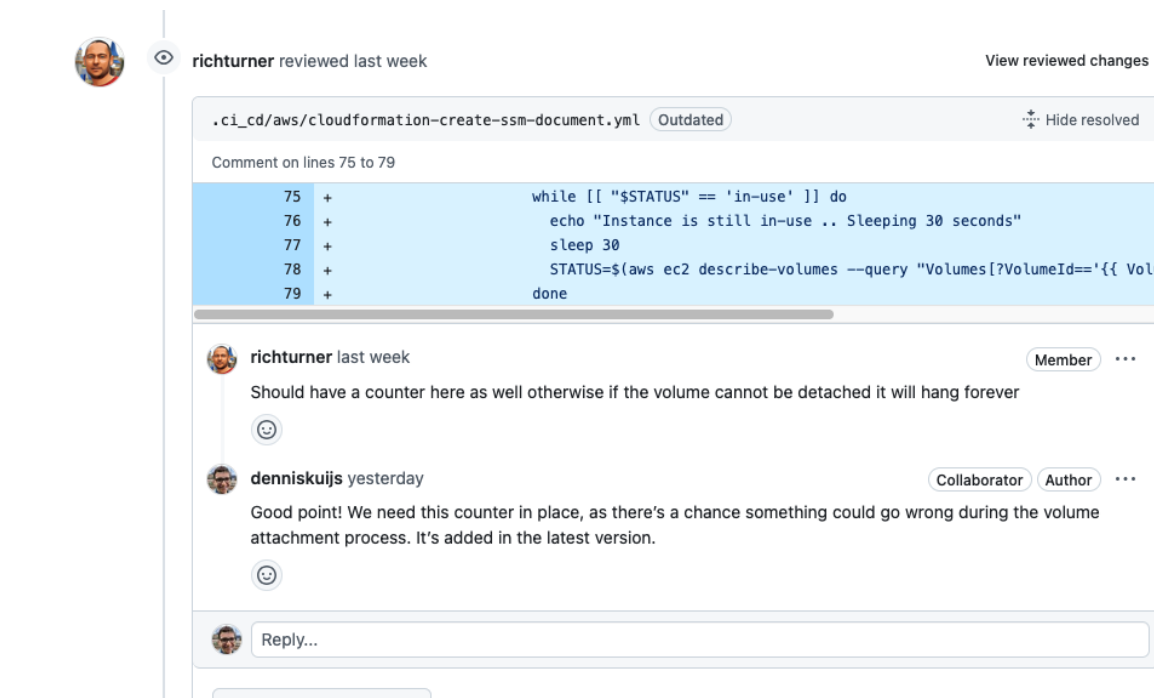 richturner reviewed last week
View reviewed changes
.ci_cd/aws/cloudformation-create-ssm-document.yml Outdated
Hide resolved
Comment on lines 75 to 79
75 + while [[ "$STATUS" == 'in-use' ]] do
76 + echo "Instance is still in-use .. Sleeping 30 seconds"
77 + sleep 30
78 + STATUS=$(aws ec2 describe-volumes --query "Volumes[?VolumeId=='{{ Vol
79 + done
richturner last week
Member
Should have a counter here as well otherwise if the volume cannot be detached it will hang forever
denniskuijs yesterday
Collaborator Author
Good point! We need this counter in place, as there’s a chance something could go wrong during the volume
attachment process. It’s added in the latest version.
Reply...